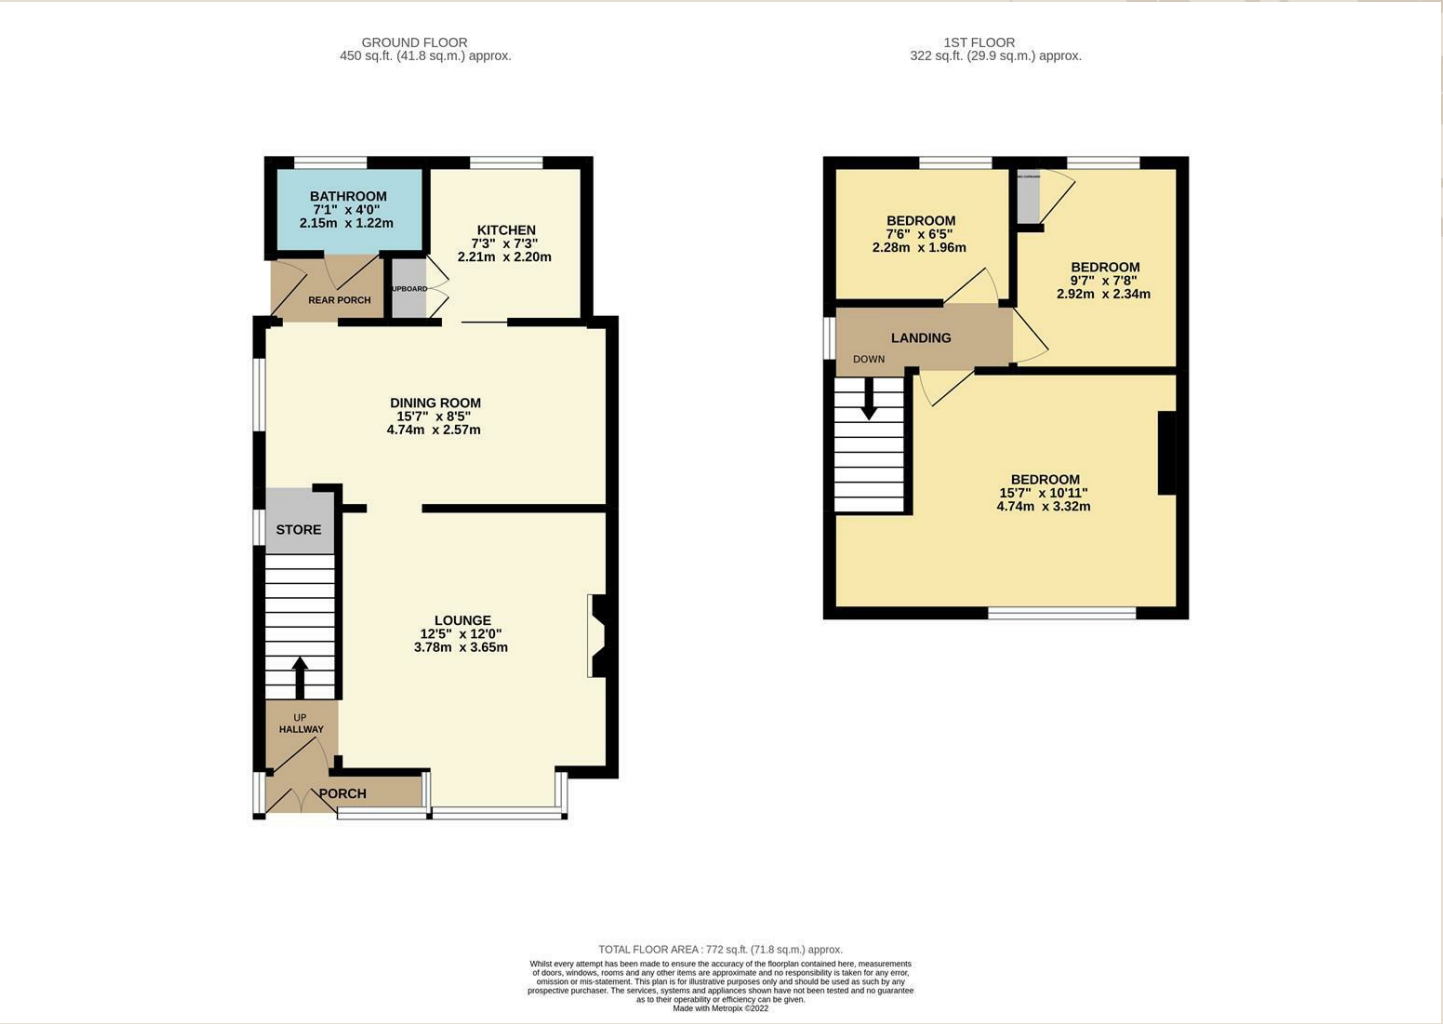 GROUND FLOOR
450 sq.ft. (41.8 sq.m.) approx.
1ST FLOOR
322 sq.ft. (29.9 sq.m.) approx.
BATHROOM
7'1" x 4'0"
2.15m x 1.22m
KITCHEN
7'3" x 7'3"
2.21m x 2.20m
UPBOARD
REAR PORCH
DINING ROOM
15'7" x 8'5"
4.74m x 2.57m
STORE
LOUNGE
12'5" x 12'0"
3.78m x 3.65m
UP
HALLWAY
PORCH
BEDROOM
7'6" x 6'5"
2.28m x 1.96m
BEDROOM
9'7" x 7'8"
2.92m x 2.34m
LANDING
DOWN
BEDROOM
15'7" x 10'11"
4.74m x 3.32m
TOTAL FLOOR AREA : 772 sq.ft. (71.8 sq.m.) approx.
Whilst every attempt has been made to ensure the accuracy of the floorplan contained here, measurements
of doors, windows, rooms and any other items are approximate and no responsibility is taken for any error,
omission or mis-statement. This plan is for illustrative purposes only and should be used as such by any
prospective purchaser. The services, systems and appliances shown have not been tested and no guarantee
as to their operability or efficiency can be given.
Made with Metropix ©2022